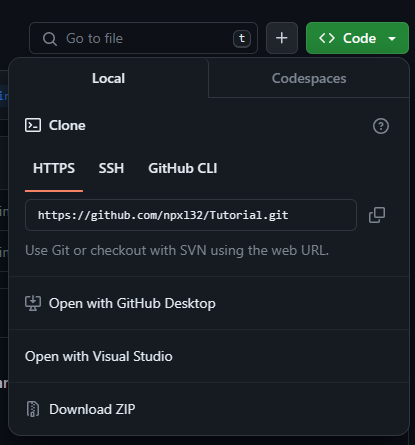 Go to file
t
+
<> Code
Local
Codespaces
Clone
?
HTTPS
SSH
GitHub CLI
https://github.com/npxl32/Tutorial.git
Use Git or checkout with SVN using the web URL.
Open with GitHub Desktop
Open with Visual Studio
Download ZIP